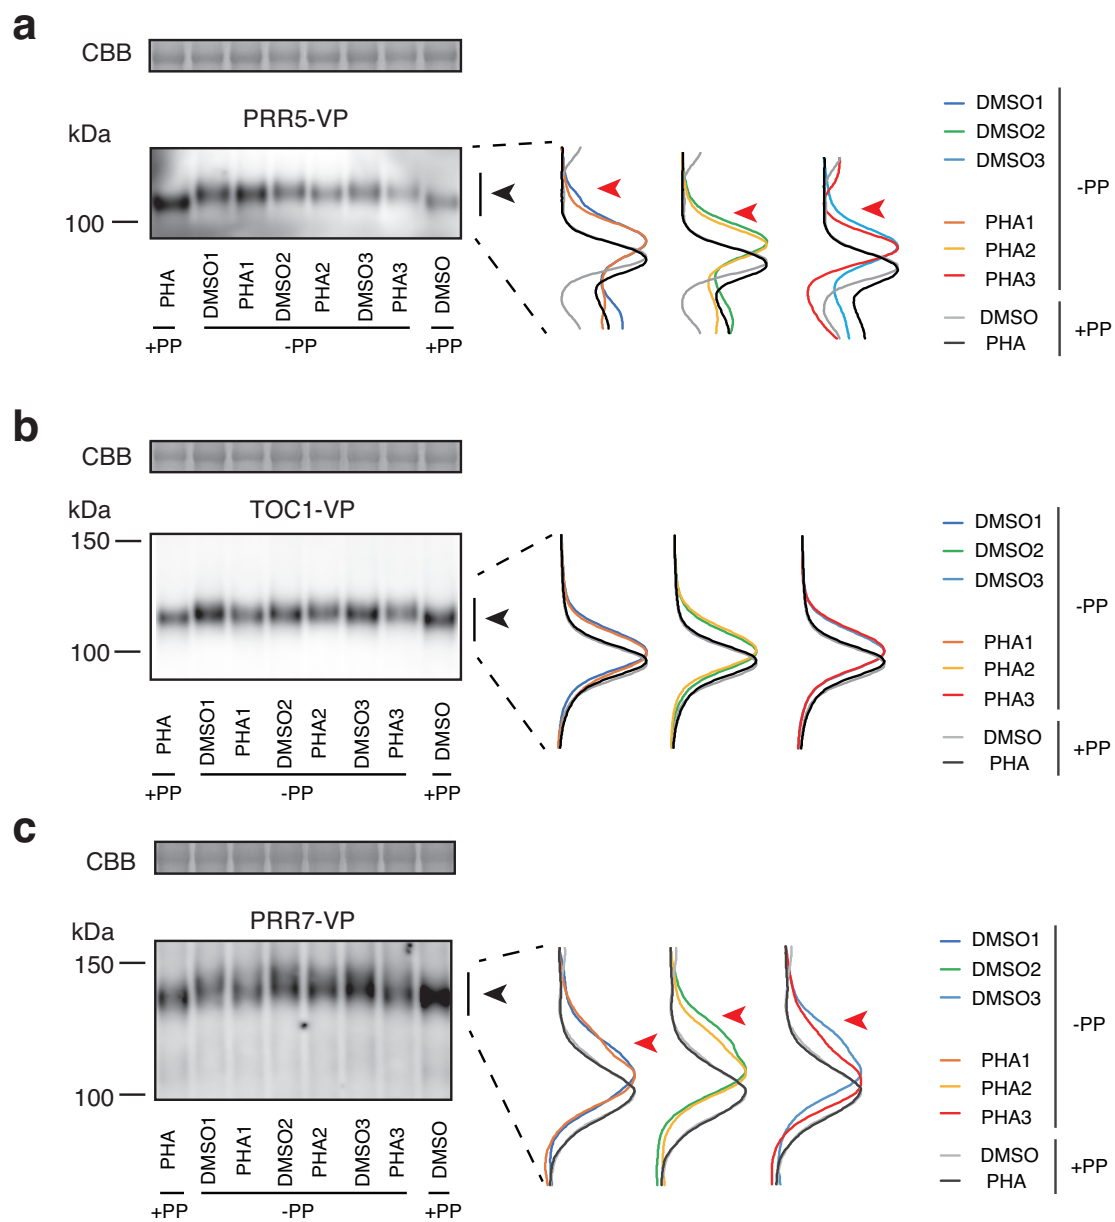 a
CBB
PRR5-VP
kDa
100
PHA
DMSO1
PHA1
DMSO2
PHA2
DMSO3
PHA3
DMSO
+PP
-PP
+PP
DMSO1
DMSO2
DMSO3
-PP
PHA1
PHA2
PHA3
DMSO
+PP
PHA
b
CBB
kDa
TOC1-VP
150
100
PHA
DMSO1
PHA1
DMSO2
PHA2
DMSO3
PHA3
DMSO
+PP
-PP
+PP
DMSO1
DMSO2
DMSO3
-PP
PHA1
PHA2
PHA3
DMSO
+PP
PHA
c
CBB
PRR7-VP
kDa
150
100
PHA
DMSO1
PHA1
DMSO2
PHA2
DMSO3
PHA3
DMSO
+PP
-PP
+PP
DMSO1
DMSO2
DMSO3
-PP
PHA1
PHA2
PHA3
DMSO
+PP
PHA